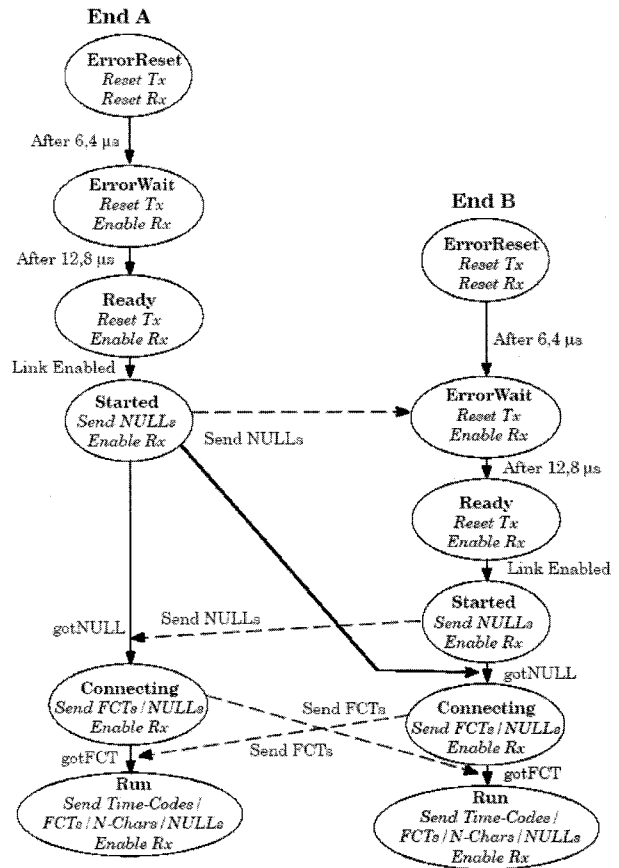 End A
ErrorReset
Reset Tx
Reset Rx
After 6,4 µs
ErrorWait
Reset Tx
Enable Rx
After 12,8 µs
Ready
Reset Tx
Enable Rx
Link Enabled
Started
Send NULLs
Enable Rx
Send NULLs
gotNULL
Connecting
Send FCTs/NULLs
Enable Rx
gotFCT
Run
Send Time-Codes/
FCTs/N-Chars/NULLs
Enable Rx
End B
ErrorReset
Reset Tx
Reset Rx
After 6,4 µs
ErrorWait
Reset Tx
Enable Rx
After 12,8 µs
Ready
Reset Tx
Enable Rx
Link Enabled
Started
Send NULLs
Enable Rx
Send NULLs
gotNULL
Connecting
Send FCTs/NULLs
Enable Rx
Send FCTs
Send FCTs
gotFCT
Run
Send Time-Codes/
FCTs/N-Chars/NULLs
Enable Rx